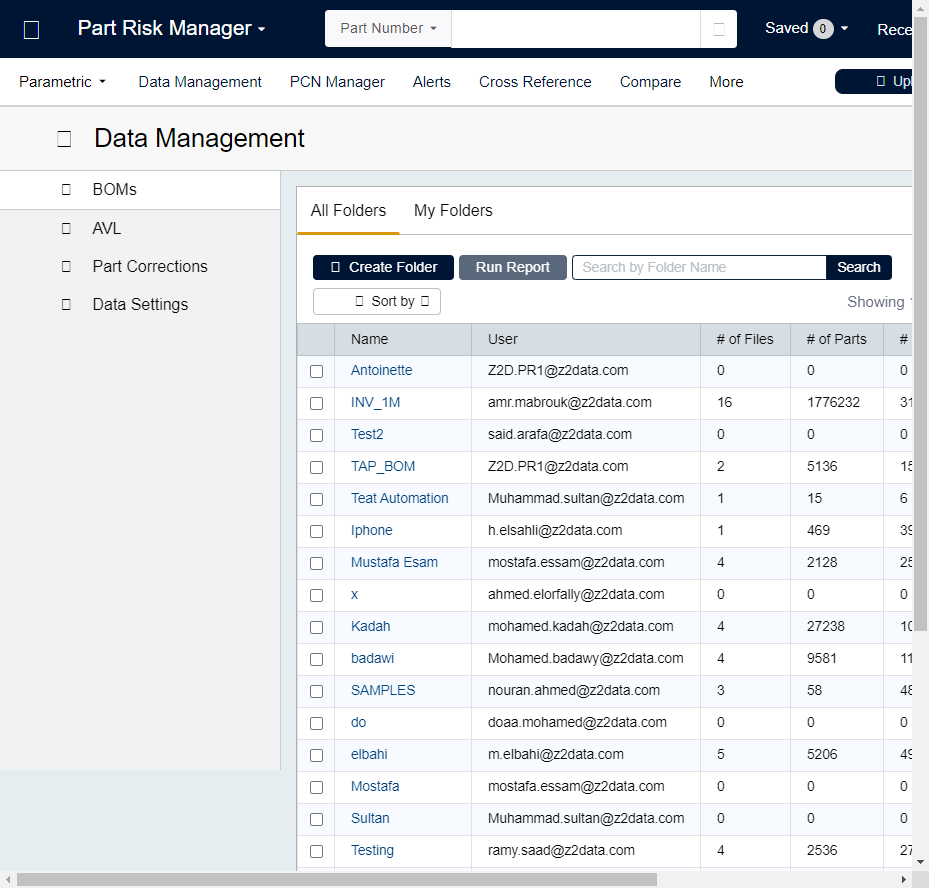 Part Risk Manager
Part Number
Saved 0
Rece
Parametric Data Management PCN Manager Alerts Cross Reference Compare More
Upl
Data Management
BOMs
AVL
Part Corrections
Data Settings
All Folders My Folders
Create Folder Run Report Search by Folder Name Search
Sort by
Showing
Name User # of Files # of Parts #
Antoinette Z2D.PR1@z2data.com 0 0 0
INV_1M amr.mabrouk@z2data.com 16 1776232 31
Test2 said.arafa@z2data.com 0 0 0
TAP_BOM Z2D.PR1@z2data.com 2 5136 15
Teat Automation Muhammad.sultan@z2data.com 1 15 6
Iphone h.elsahli@z2data.com 1 469 39
Mustafa Esam mostafa.essam@z2data.com 4 2128 25
x ahmed.elorfally@z2data.com 0 0 0
Kadah mohamed.kadah@z2data.com 4 27238 10
badawi Mohamed.badawy@z2data.com 4 9581 11
SAMPLES nouran.ahmed@z2data.com 3 58 48
do doaa.mohamed@z2data.com 0 0 0
elbahi m.elbahi@z2data.com 5 5206 49
Mostafa mostafa.essam@z2data.com 0 0 0
Sultan Muhammad.sultan@z2data.com 0 0 0
Testing ramy.saad@z2data.com 4 2536 27